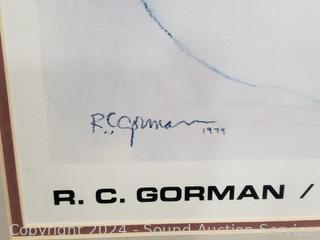 R.C. Gorman 1979
R. C. GORMAN /
Copyright 2024 - Sound Auction Service